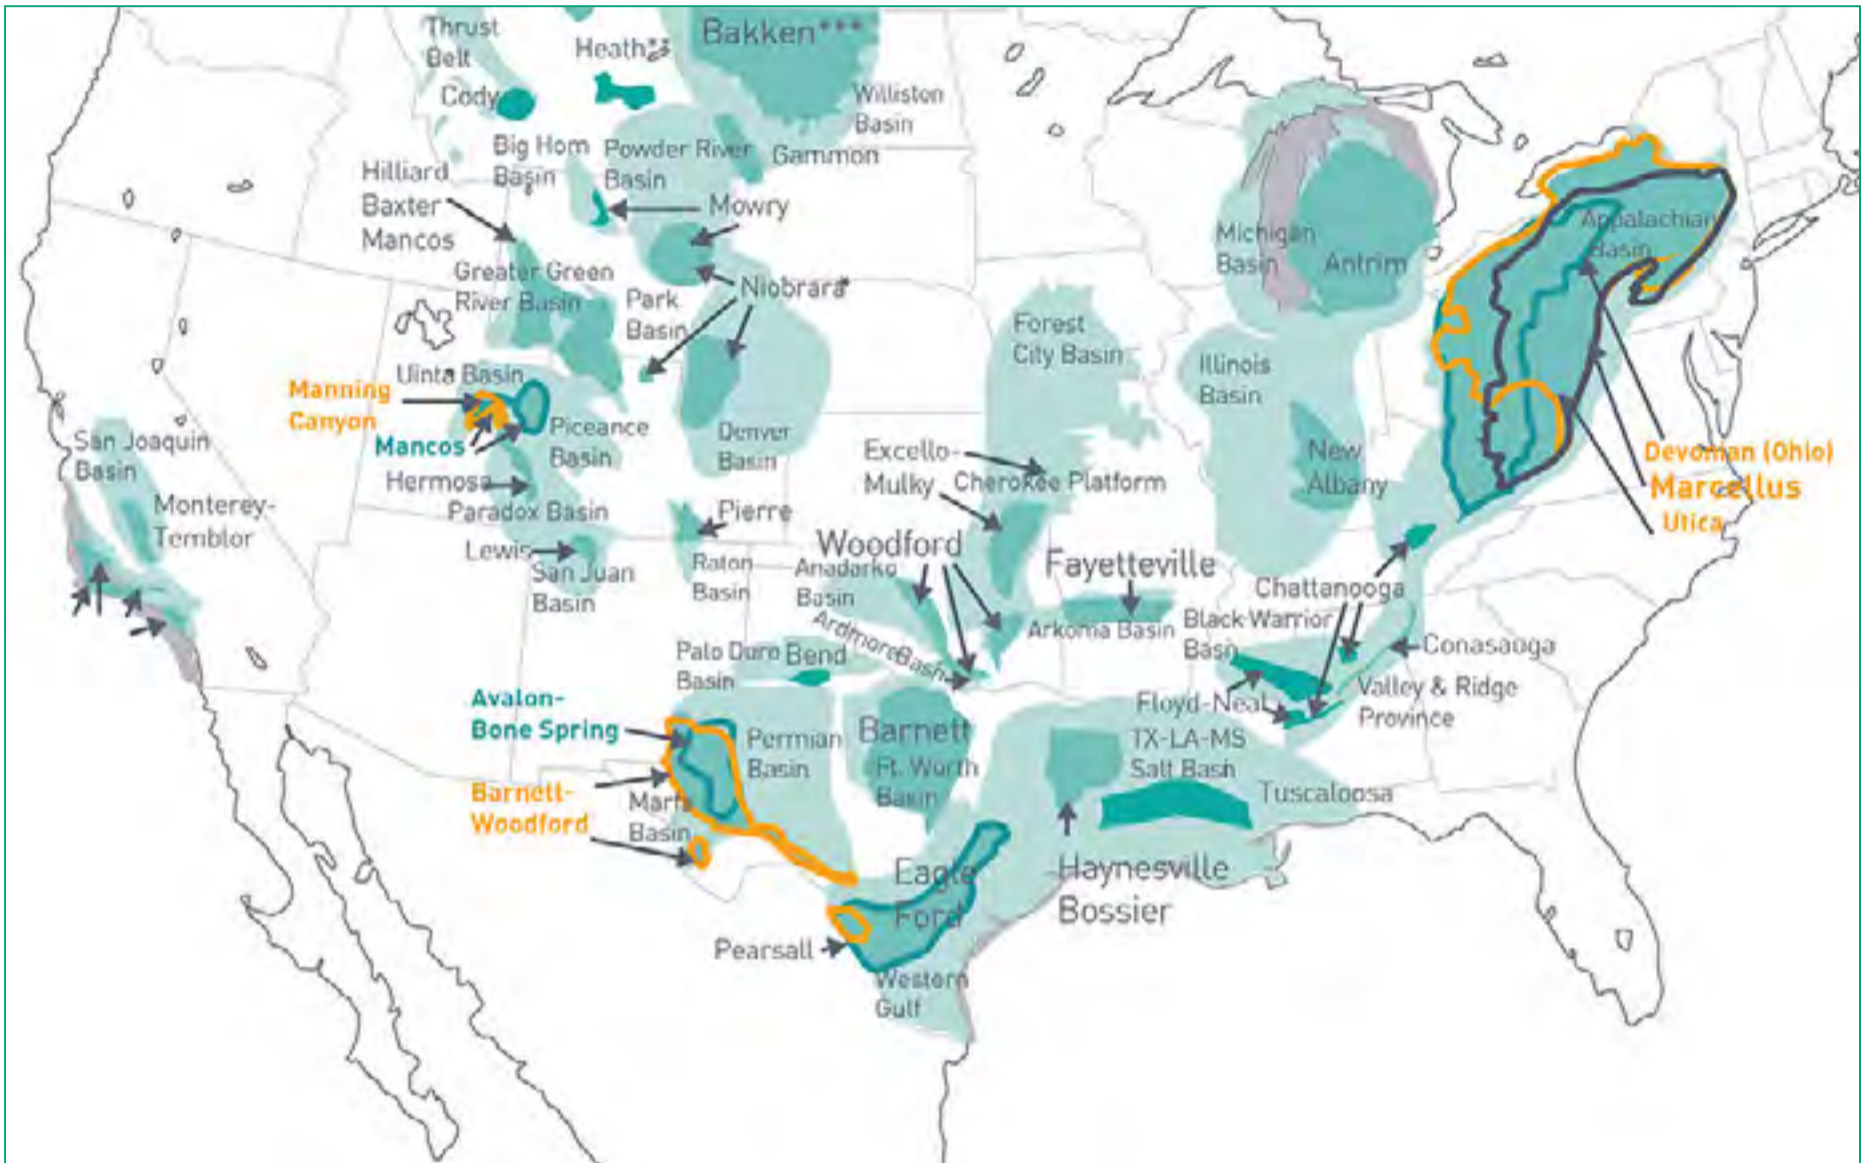 Thrust
Belt
Heath**
Bakken***
Cody
Williston
Basin
Big Horn
Basin
Powder River
Basin
Gammon
Hilliard
Baxter
Mancos
Mowry
Michigan
Basin
Antrim
Appalachian
Basin
Greater Green
River Basin
Park
Basin
Niobrara*
Forest
City Basin
Illinois
Basin
Uinta Basin
Manning
Canyon
Mancos
Piceance
Basin
Denver
Basin
San Joaquin
Basin
Hermosa
Paradox Basin
Excello-
Mulky
Cherokee Platform
New
Albany
Devonian (Ohio)
Marcellus
Utica
Monterey-
Temblor
Pierre
Lewis
San Juan
Basin
Raton
Basin
Woodford
Anadarko
Basin
Fayetteville
Chattanooga
Ardmore Basin
Arkoma Basin
Black Warrior
Basin
Conasauga
Palo Duro
Basin
Bend
Floyd-Neal
Valley & Ridge
Province
Avalon-
Bone Spring
Permian
Basin
Barnett
Ft. Worth
Basin
TX-LA-MS
Salt Basin
Tuscaloosa
Barnett-
Woodford
Marfa
Basin
Eagle
Ford
Haynesville
Bossier
Pearsall
Western
Gulf